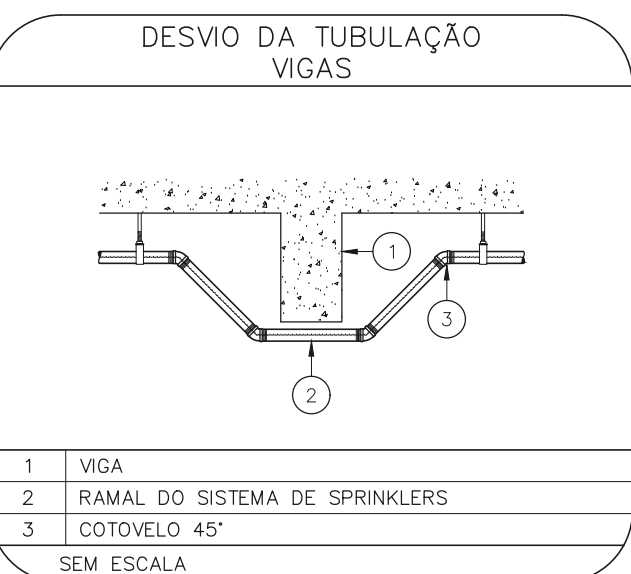 DESVIO DA TUBULAÇÃO
VIGAS
1
3
2
1 VIGA
2 RAMAL DO SISTEMA DE SPRINKLERS
3 COTOVELO 45°
SEM ESCALA